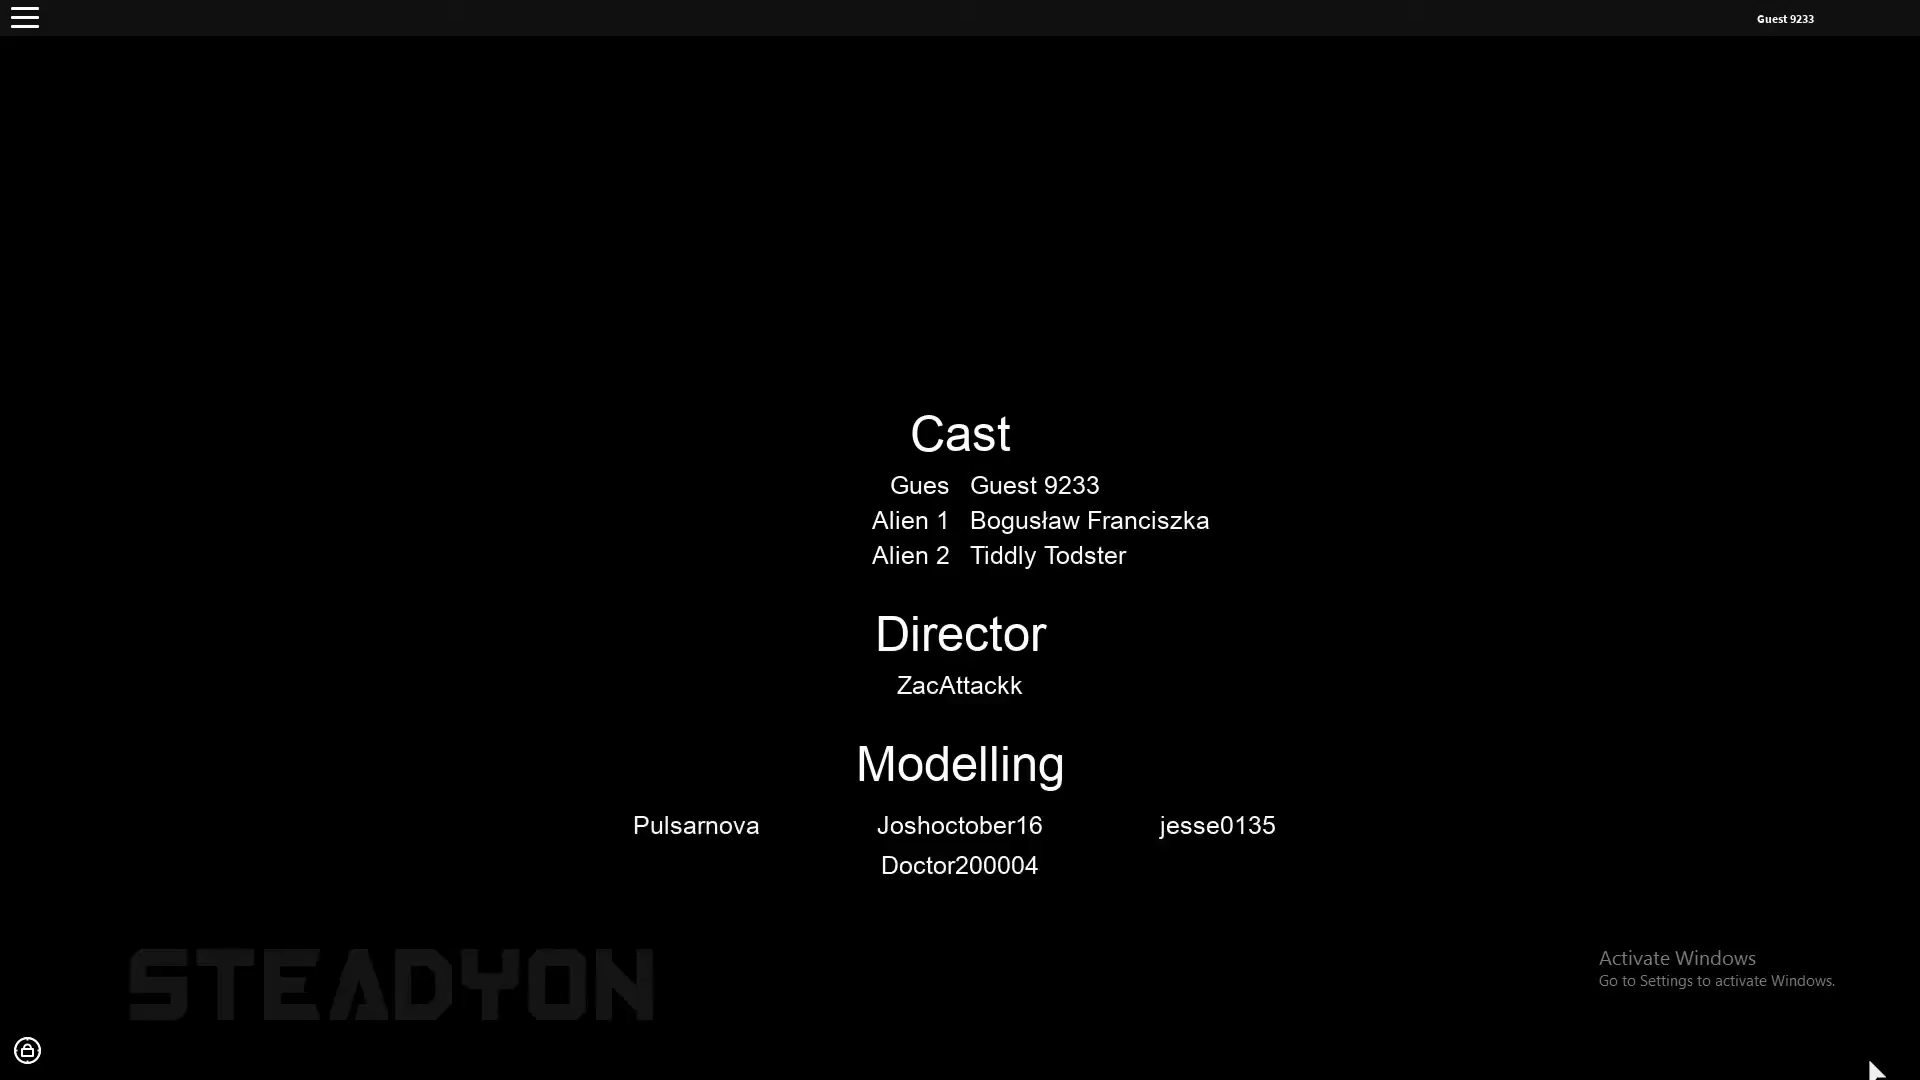 Guest 9233
Cast
Gues Guest 9233
Alien 1 Bogusław Franciszka
Alien 2 Tiddly Todster
Director
ZacAttackk
Modelling
Pulsarnova Joshoctober16 jesse0135
Doctor200004
STEADYON
Activate Windows
Go to Settings to activate Windows.